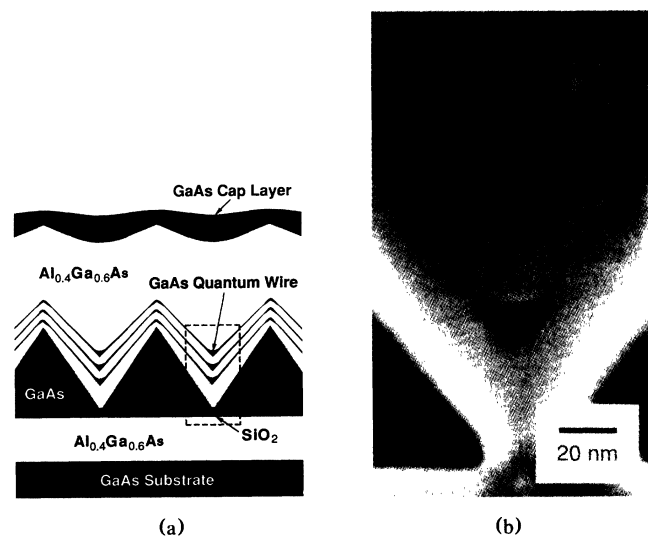 GaAs Cap Layer
Al0.4Ga0.6As
GaAs Quantum Wire
GaAs
SiO2
Al0.4Ga0.6As
GaAs Substrate
(a)
20 nm
(b)